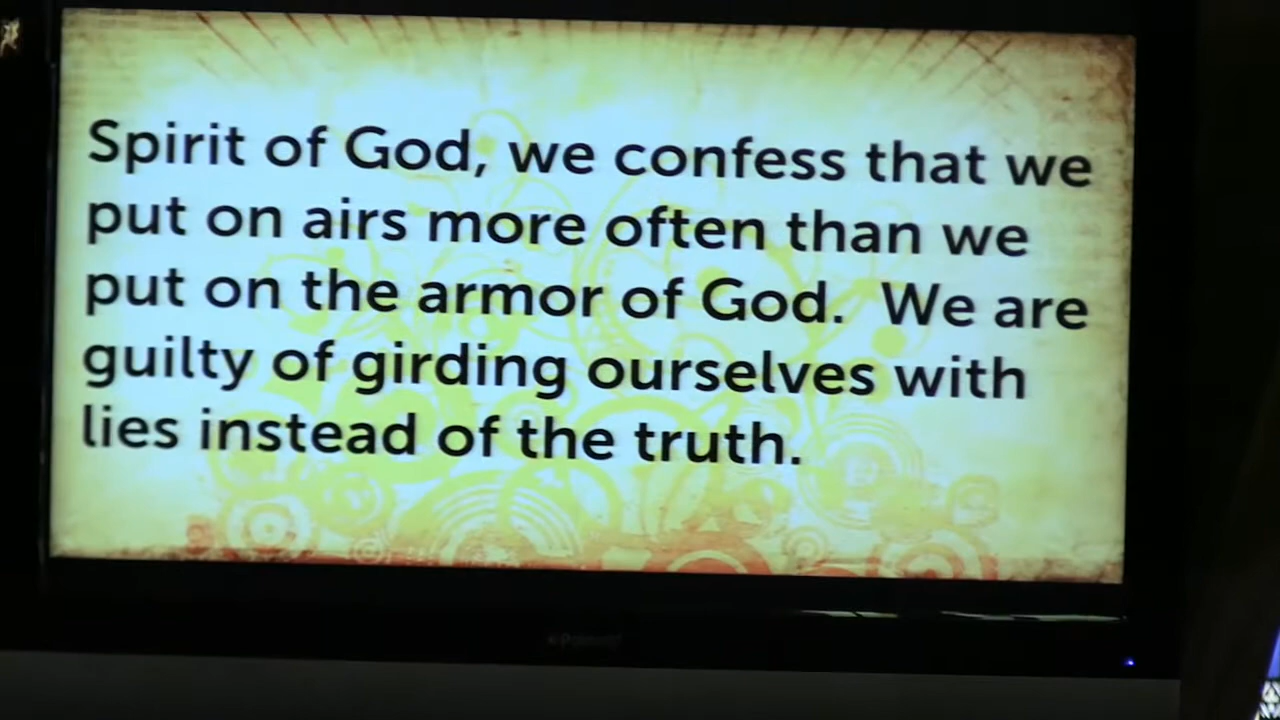 Spirit of God, we confess that we
put on airs more often than we
put on the armor of God.  We are
guilty of girding ourselves with
lies instead of the truth.